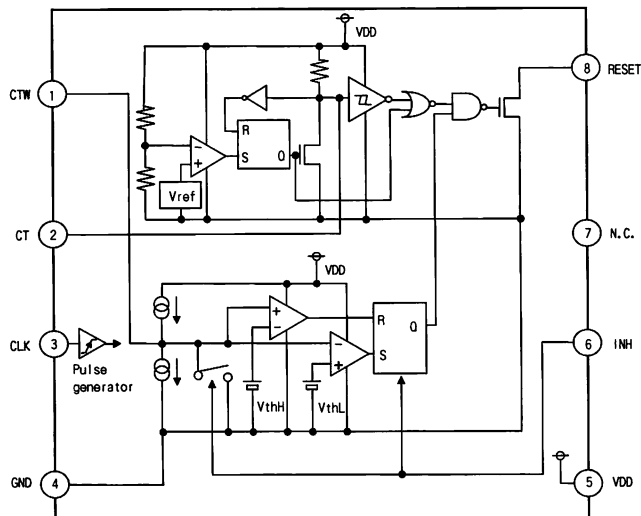 VDD
8
RESET
CTW
1
R
S
Q
Vref
CT
2
7
N.C.
VDD
R
Q
S
CLK
3
Pulse
generator
6
INH
VthH
VthL
GND
4
5
VDD